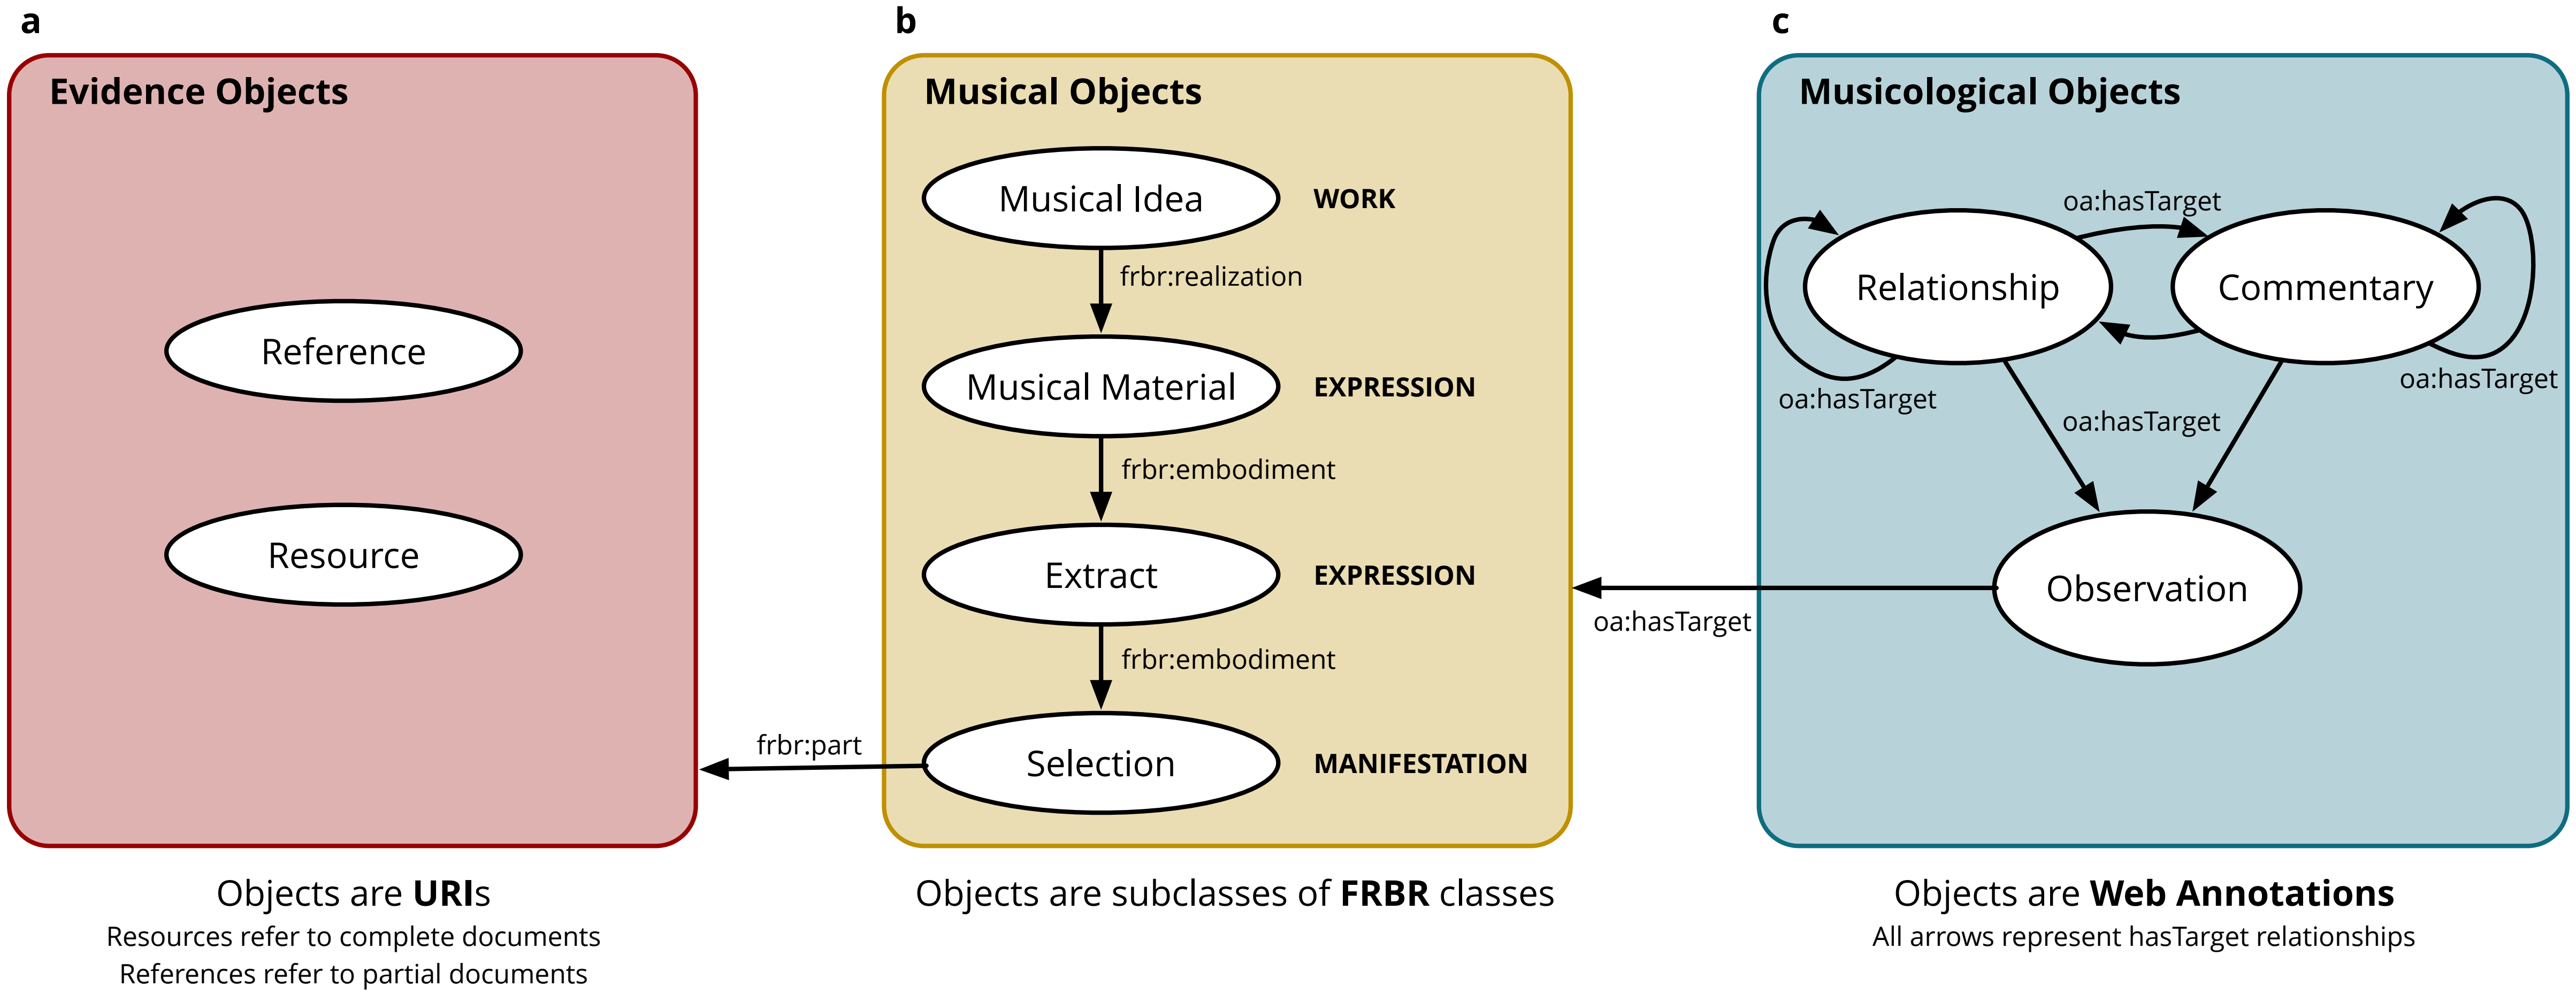 a
Evidence Objects
Reference
Resource
Objects are URIs
Resources refer to complete documents
References refer to partial documents
frbr:part
b
Musical Objects
Musical Idea
WORK
frbr:realization
Musical Material
EXPRESSION
frbr:embodiment
Extract
EXPRESSION
frbr:embodiment
Selection
MANIFESTATION
Objects are subclasses of FRBR classes
oa:hasTarget
c
Musicological Objects
oa:hasTarget
Relationship
Commentary
oa:hasTarget
oa:hasTarget
oa:hasTarget
Observation
Objects are Web Annotations
All arrows represent hasTarget relationships